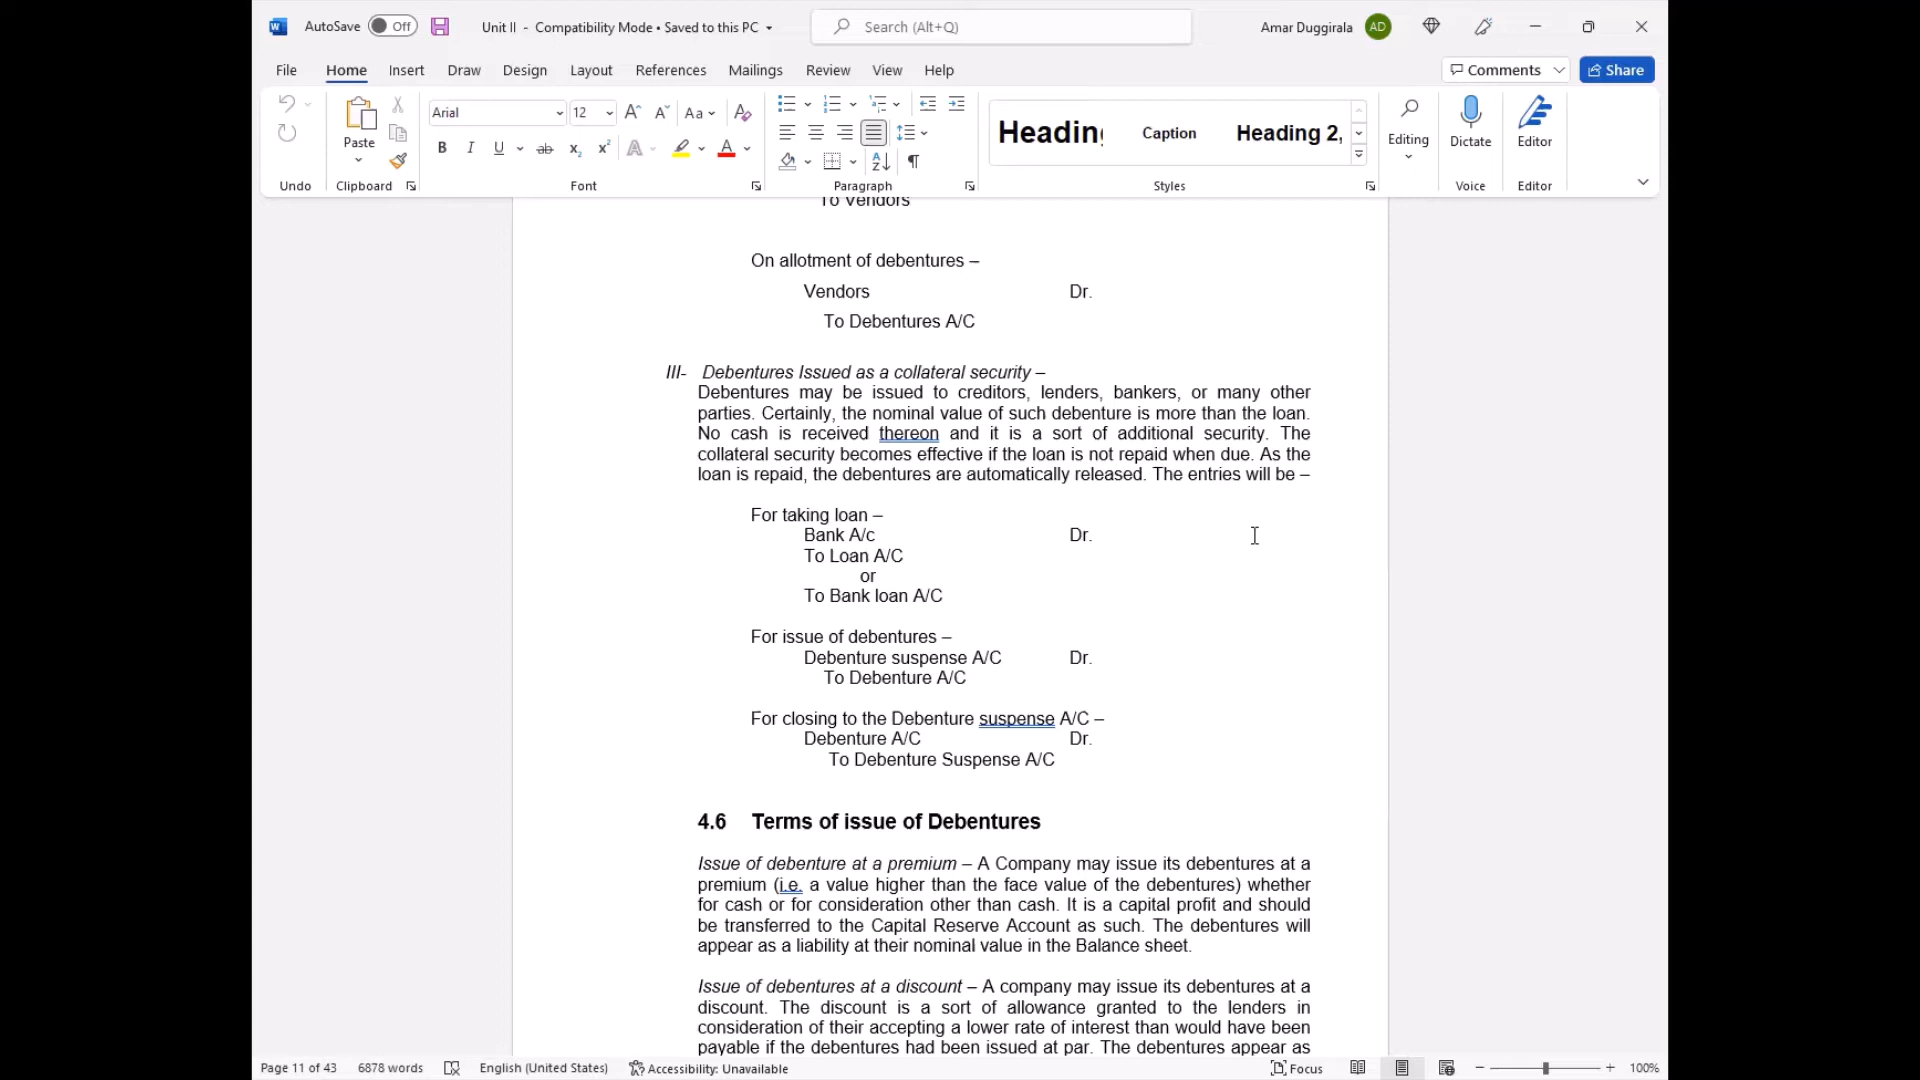 AutoSave Off Unit II - Compatibility Mode • Saved to this PC Search (Alt+Q) Amar Duggirala AD
File Home Insert Draw Design Layout References Mailings Review View Help Comments Share
Paste Arial 12 Aa Heading Caption Heading 2, Editing Dictate Editor
B I U ab x₂ x² A A
Undo Clipboard Font Paragraph Styles Voice Editor
To Vendors
On allotment of debentures –
Vendors Dr.
To Debentures A/C
III- Debentures Issued as a collateral security –
Debentures may be issued to creditors, lenders, bankers, or many other
parties. Certainly, the nominal value of such debenture is more than the loan.
No cash is received thereon and it is a sort of additional security. The
collateral security becomes effective if the loan is not repaid when due. As the
loan is repaid, the debentures are automatically released. The entries will be –
For taking loan –
Bank A/c Dr.
To Loan A/C
or
To Bank loan A/C
For issue of debentures –
Debenture suspense A/C Dr.
To Debenture A/C
For closing to the Debenture suspense A/C –
Debenture A/C Dr.
To Debenture Suspense A/C
4.6 Terms of issue of Debentures
Issue of debenture at a premium – A Company may issue its debentures at a
premium (i.e. a value higher than the face value of the debentures) whether
for cash or for consideration other than cash. It is a capital profit and should
be transferred to the Capital Reserve Account as such. The debentures will
appear as a liability at their nominal value in the Balance sheet.
Issue of debentures at a discount – A company may issue its debentures at a
discount. The discount is a sort of allowance granted to the lenders in
consideration of their accepting a lower rate of interest than would have been
payable if the debentures had been issued at par. The debentures appear as
Page 11 of 43 6878 words English (United States) Accessibility: Unavailable Focus 100%